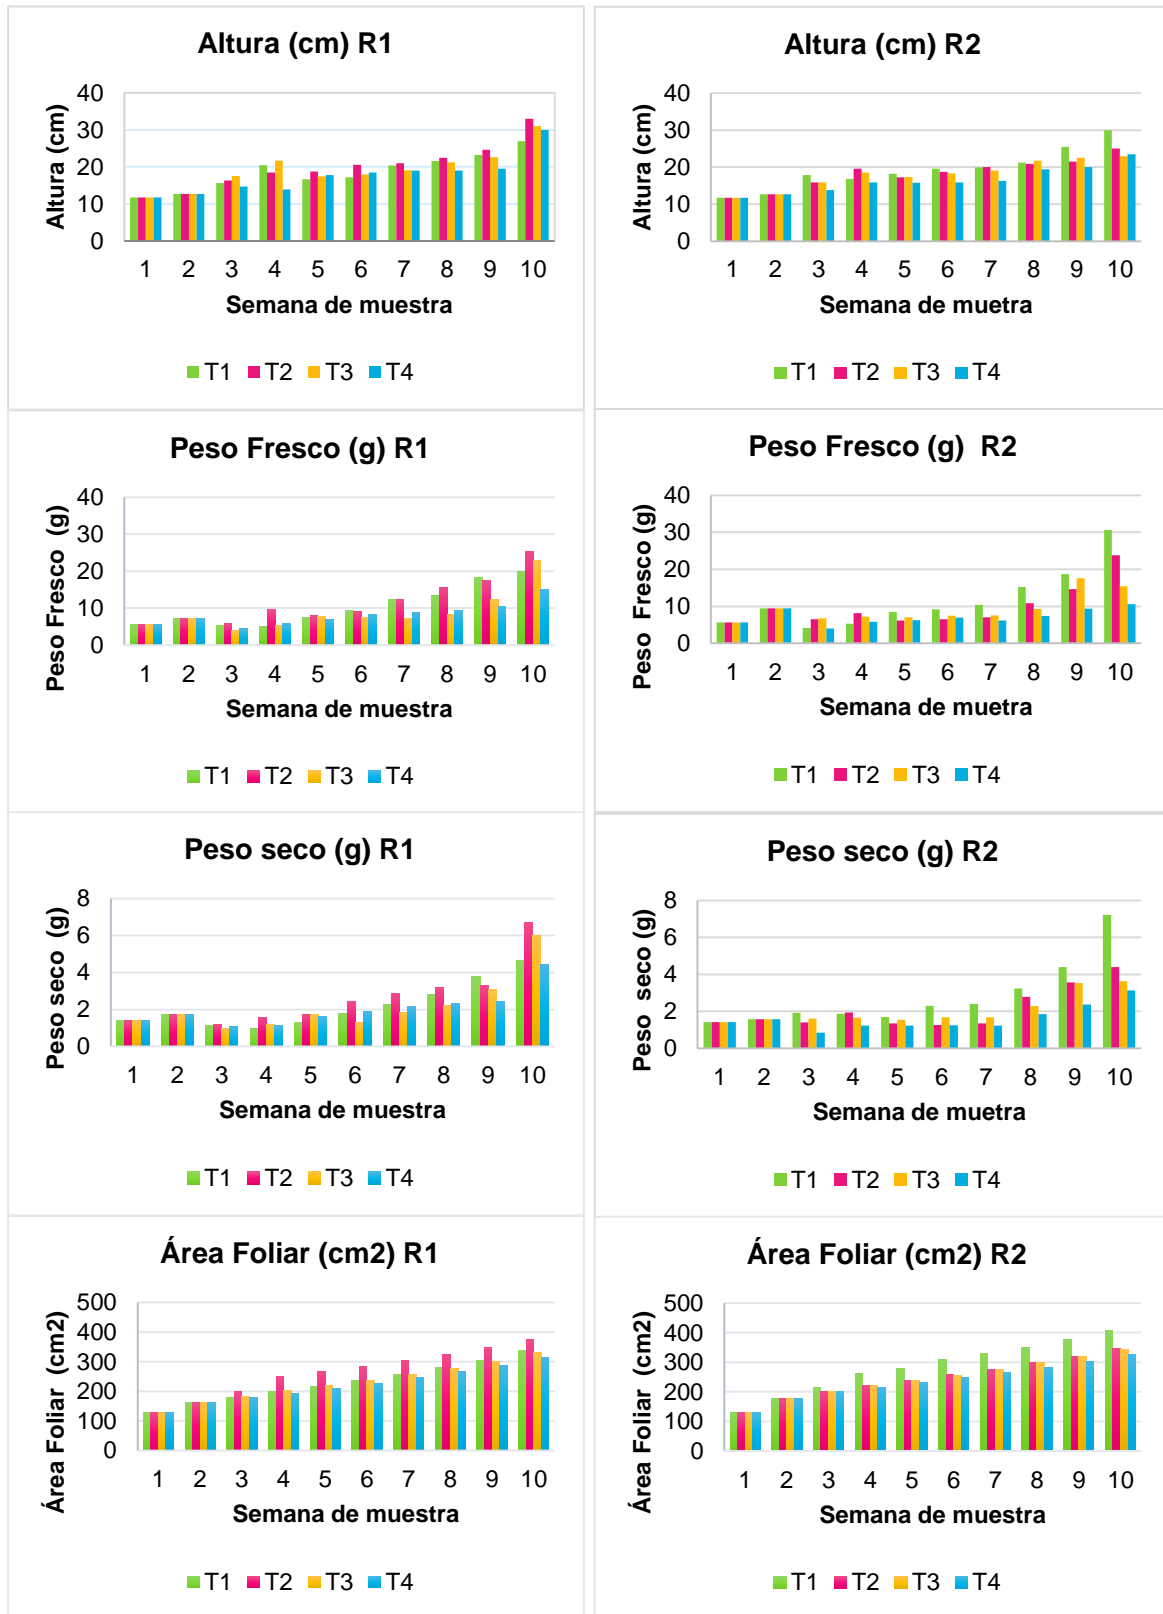 Altura (cm) R1
Altura (cm)
40
30
20
10
0
1 2 3 4 5 6 7 8 9 10
Semana de muestra
T1 T2 T3 T4
Altura (cm) R2
Altura (cm)
40
30
20
10
0
1 2 3 4 5 6 7 8 9 10
Semana de muetra
T1 T2 T3 T4
Peso Fresco (g) R1
Peso Fresco (g)
40
30
20
10
0
1 2 3 4 5 6 7 8 9 10
Semana de muestra
T1 T2 T3 T4
Peso Fresco (g) R2
Peso Fresco (g)
40
30
20
10
0
1 2 3 4 5 6 7 8 9 10
Semana de muetra
T1 T2 T3 T4
Peso seco (g) R1
Peso seco (g)
8
6
4
2
0
1 2 3 4 5 6 7 8 9 10
Semana de muestra
T1 T2 T3 T4
Peso seco (g) R2
Peso seco (g)
8
6
4
2
0
1 2 3 4 5 6 7 8 9 10
Semana de muetra
T1 T2 T3 T4
Área Foliar (cm2) R1
Área Foliar (cm2)
500
400
300
200
100
0
1 2 3 4 5 6 7 8 9 10
Semana de muestra
T1 T2 T3 T4
Área Foliar (cm2) R2
Área Foliar (cm2)
500
400
300
200
100
0
1 2 3 4 5 6 7 8 9 10
Semana de muestra
T1 T2 T3 T4